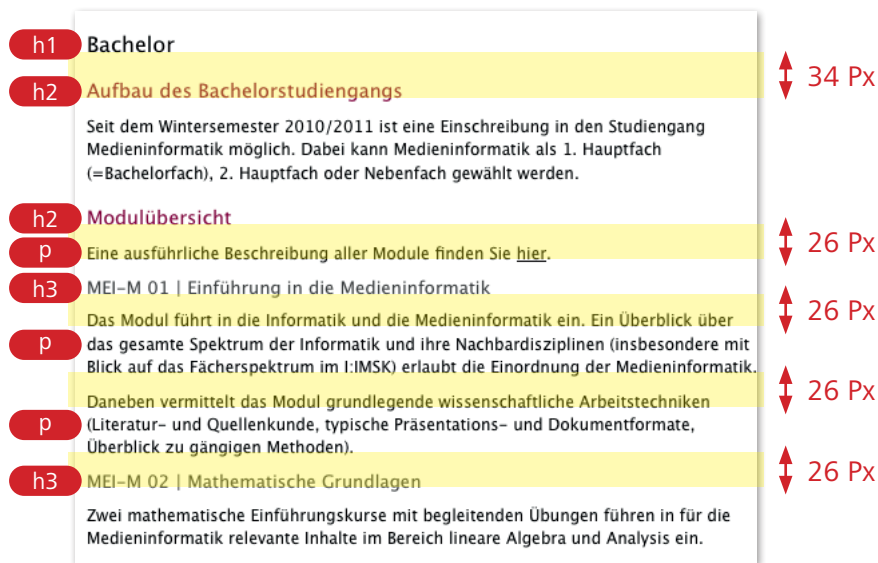 h1 Bachelor
34 Px
h2 Aufbau des Bachelorstudiengangs
Seit dem Wintersemester 2010/2011 ist eine Einschreibung in den Studiengang
Medieninformatik möglich. Dabei kann Medieninformatik als 1. Hauptfach
(=Bachelorfach), 2. Hauptfach oder Nebenfach gewählt werden.
h2 Modulübersicht
26 Px
p Eine ausführliche Beschreibung aller Module finden Sie hier.
h3 MEI-M 01 | Einführung in die Medieninformatik
26 Px
Das Modul führt in die Informatik und die Medieninformatik ein. Ein Überblick über
p das gesamte Spektrum der Informatik und ihre Nachbardisziplinen (insbesondere mit
Blick auf das Fächerspektrum im I:IMSK) erlaubt die Einordnung der Medieninformatik.
26 Px
Daneben vermittelt das Modul grundlegende wissenschaftliche Arbeitstechniken
p (Literatur- und Quellenkunde, typische Präsentations- und Dokumentformate,
Überblick zu gängigen Methoden).
26 Px
h3 MEI-M 02 | Mathematische Grundlagen
Zwei mathematische Einführungskurse mit begleitenden Übungen führen in für die
Medieninformatik relevante Inhalte im Bereich lineare Algebra und Analysis ein.